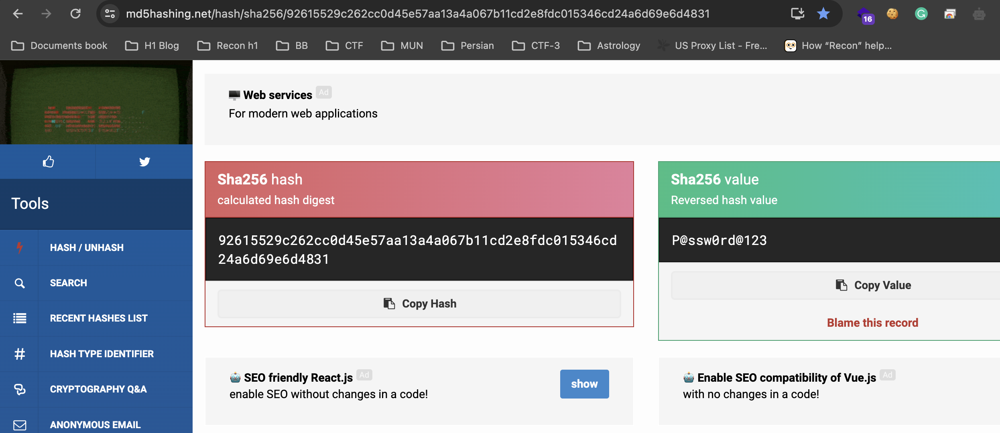 md5hashing.net/hash/sha256/92615529c262cc0d45e57aa13a4a067b11cd2e8fdc015346cd24a6d69e6d4831
16
Documents book
H1 Blog
Recon h1
BB
CTF
MUN
Persian
CTF-3
Astrology
US Proxy List - Fre...
How “Recon” help...
Web services Ad
For modern web applications
Tools
HASH / UNHASH
SEARCH
RECENT HASHES LIST
HASH TYPE IDENTIFIER
CRYPTOGRAPHY Q&A
ANONYMOUS EMAIL
Sha256 hash
calculated hash digest
92615529c262cc0d45e57aa13a4a067b11cd2e8fdc015346cd
24a6d69e6d4831
Copy Hash
Sha256 value
Reversed hash value
P@ssw0rd@123
Copy Value
Blame this record
SEO friendly React.js Ad
enable SEO without changes in a code!
show
Enable SEO compatibility of Vue.js Ad
with no changes in a code!